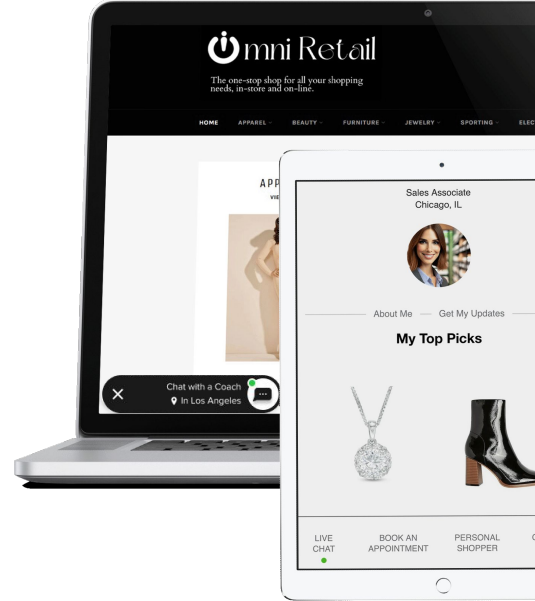 Omni Retail
The one-stop shop for all your shopping
needs, in-store and on-line.
HOME APPAREL BEAUTY FURNITURE JEWELRY SPORTING ELEC
APP
VIE
Chat with a Coach
In Los Angeles
Sales Associate
Chicago, IL
About Me Get My Updates
My Top Picks
LIVE
CHAT
BOOK AN
APPOINTMENT
PERSONAL
SHOPPER